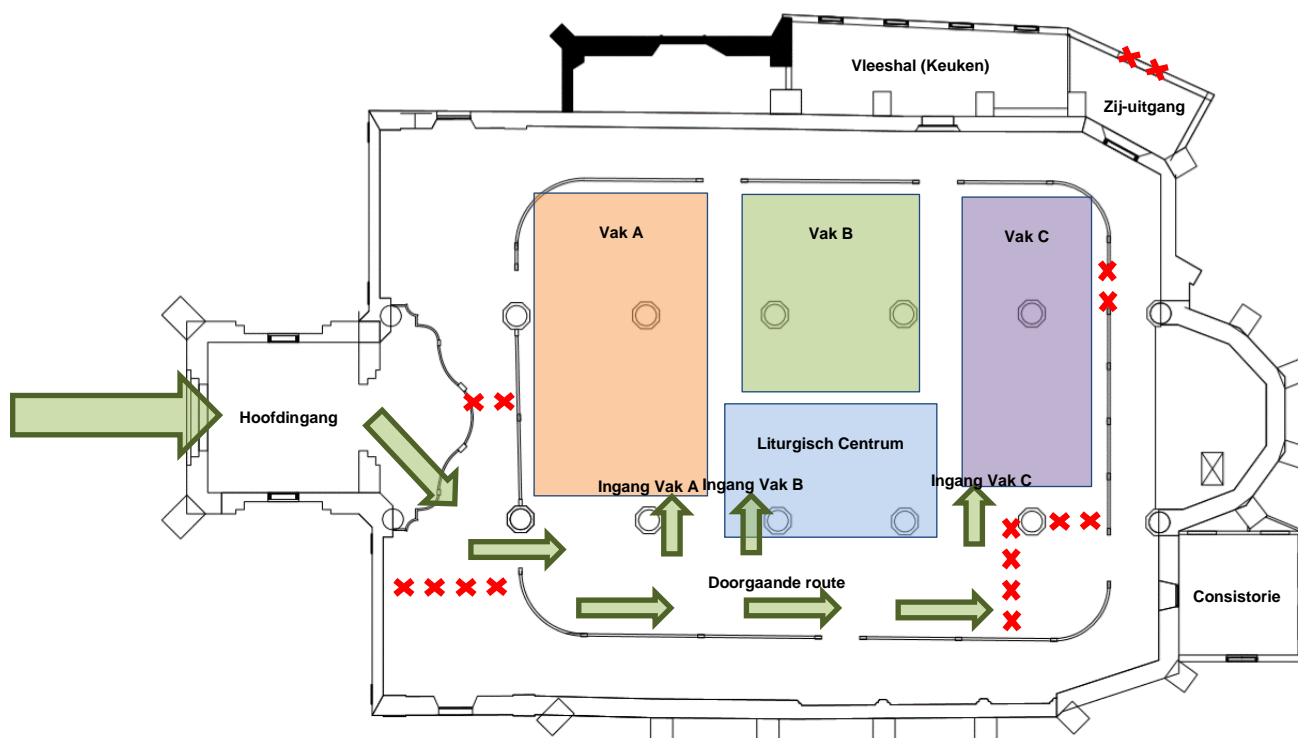 Vleeshal (Keuken)
Zij-uitgang
Vak A
Vak B
Vak C
Hoofdingang
Liturgisch Centrum
Ingang Vak A
Ingang Vak B
Ingang Vak C
Doorgaande route
Consistorie